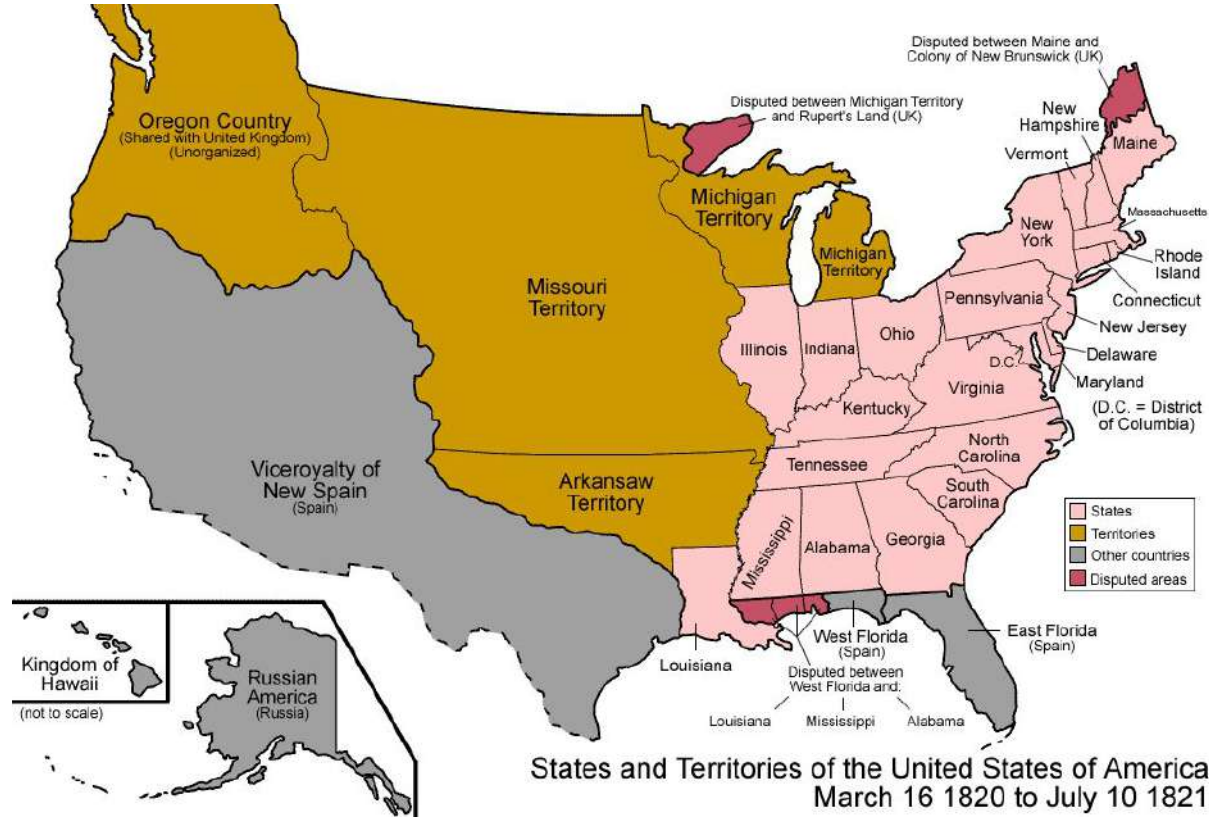 Disputed between Maine and
Colony of New Brunswick (UK)
Disputed between Michigan Territory
and Rupert's Land (UK)
Oregon Country
(Shared with United Kingdom)
(Unorganized)
New
Hampshire
Vermont
Maine
Michigan
Territory
Massachusetts
New
York
Michigan
Territory
Rhode
Island
Missouri
Territory
Pennsylvania
Connecticut
New Jersey
Illinois
Indiana
Ohio
D.C.
Delaware
Maryland
Virginia
Kentucky
(D.C. = District
of Columbia)
North
Carolina
Tennessee
Viceroyalty of
New Spain
(Spain)
Arkansaw
Territory
South
Carolina
Mississippi
Alabama
Georgia
States
Territories
Other countries
Disputed areas
West Florida
(Spain)
East Florida
(Spain)
Louisiana
Disputed between
West Florida and:
Louisiana
Mississippi
Alabama
Kingdom of
Hawaii
(not to scale)
Russian
America
(Russia)
States and Territories of the United States of America
March 16 1820 to July 10 1821